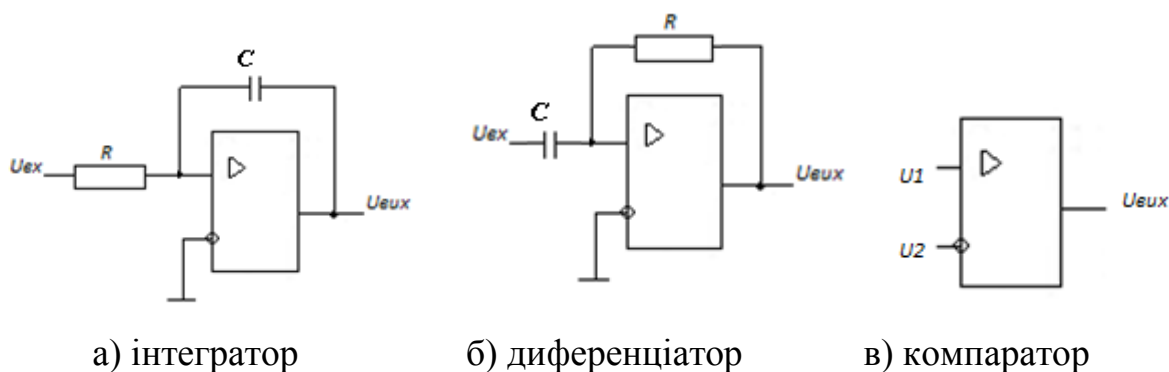 R
C
Uвх
R
Uвих
R
C
Uвх
Uвих
U1
U2
Uвих
а) інтегратор
б) диференціатор
в) компаратор